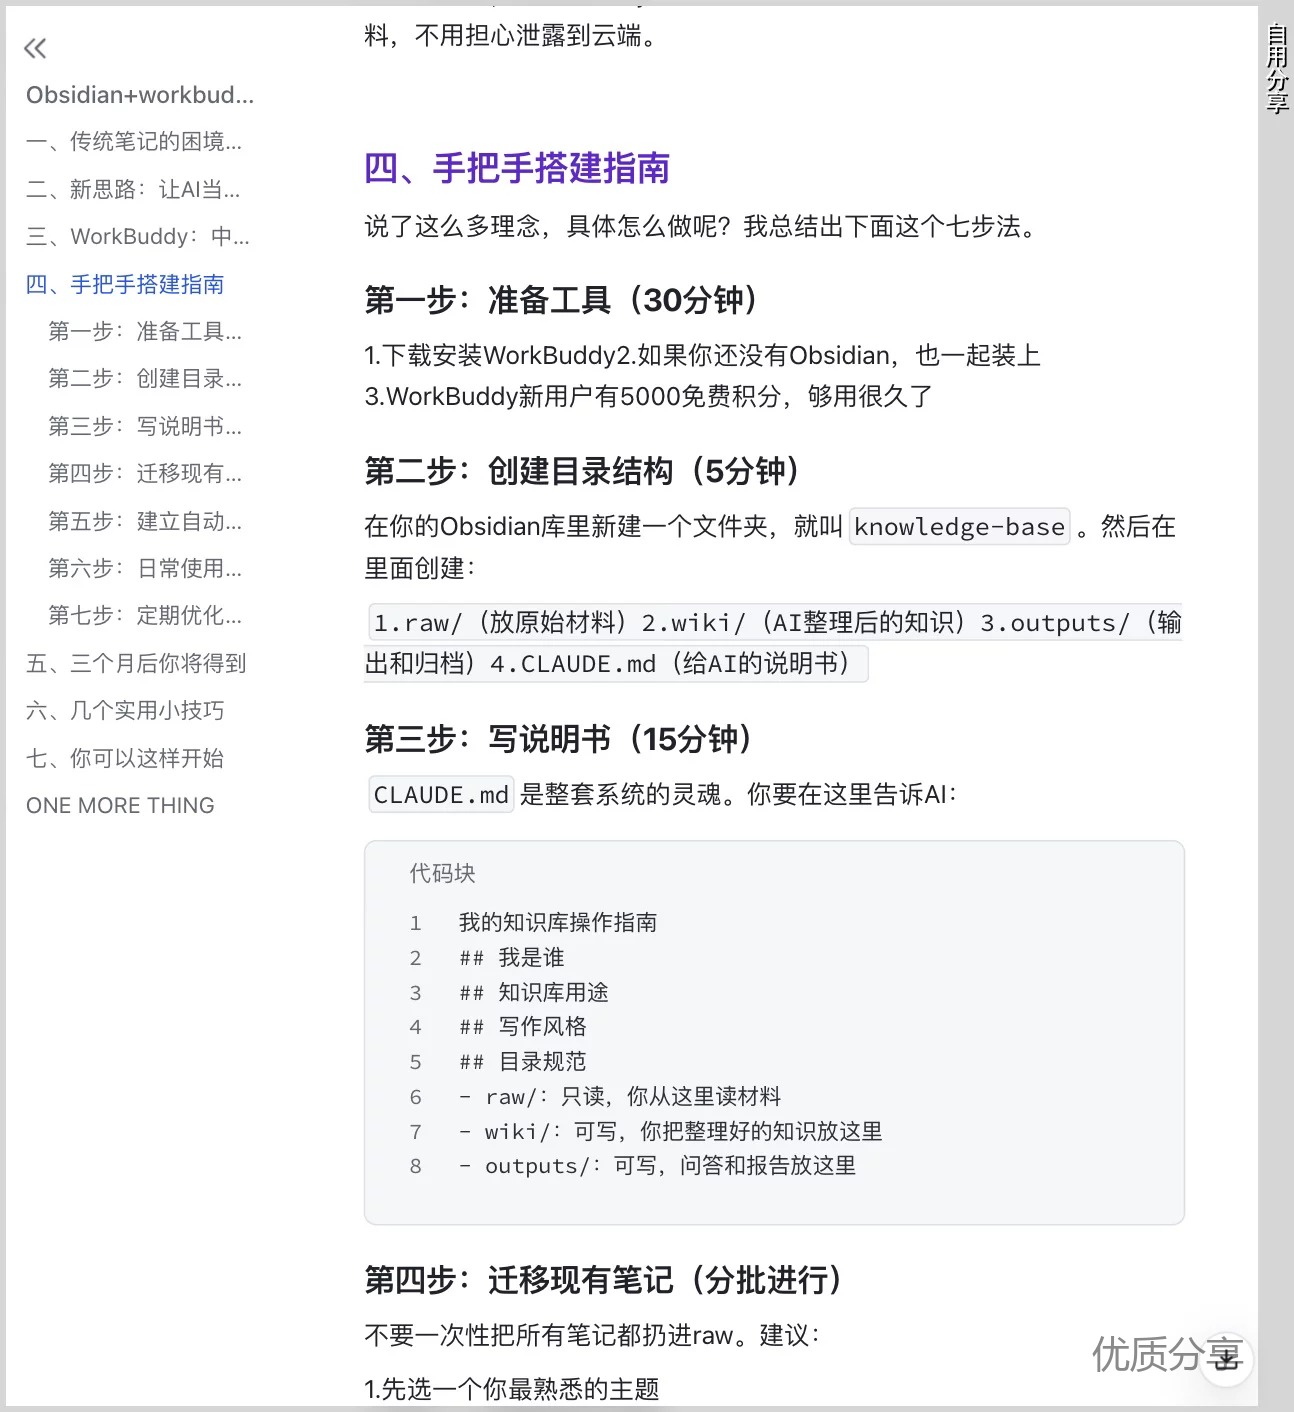 Obsidian+workbud...
一、传统笔记的困境...
二、新思路：让AI当...
三、WorkBuddy：中...
四、手把手搭建指南
第一步：准备工具...
第二步：创建目录...
第三步：写说明书...
第四步：迁移现有...
第五步：建立自动...
第六步：日常使用...
第七步：定期优化...
五、三个月后你将得到
六、几个实用小技巧
七、你可以这样开始
ONE MORE THING
料，不用担心泄露到云端。
四、手把手搭建指南
说了这么多理念，具体怎么做呢？我总结出下面这个七步法。
第一步：准备工具（30分钟）
1.下载安装WorkBuddy2.如果你还没有Obsidian，也一起装上
3.WorkBuddy新用户有5000免费积分，够用很久了
第二步：创建目录结构（5分钟）
在你的Obsidian库里新建一个文件夹，就叫 knowledge-base 。然后在
里面创建：
1.raw/（放原始材料）2.wiki/（AI整理后的知识）3.outputs/（输
出和归档）4.CLAUDE.md（给AI的说明书）
第三步：写说明书（15分钟）
CLAUDE.md 是整套系统的灵魂。你要在这里告诉AI：
代码块
1 我的知识库操作指南
2 ## 我是谁
3 ## 知识库用途
4 ## 写作风格
5 ## 目录规范
6 - raw/：只读，你从这里读材料
7 - wiki/：可写，你把整理好的知识放这里
8 - outputs/：可写，问答和报告放这里
第四步：迁移现有笔记（分批进行）
不要一次性把所有笔记都扔进raw。建议：
1.先选一个你最熟悉的主题
自用分享
优质分享